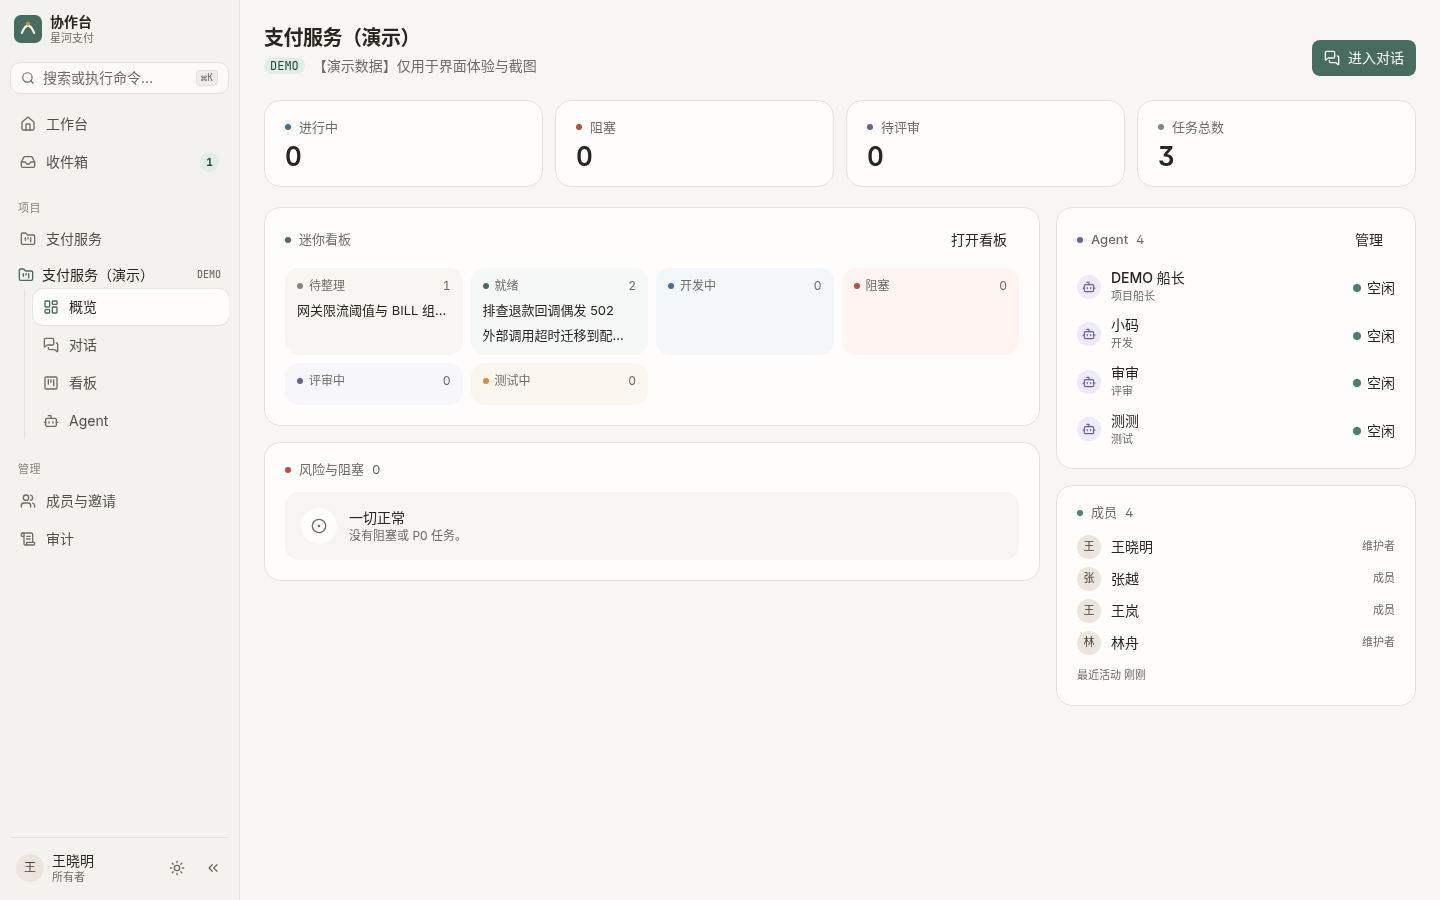 协作台
星河支付
搜索或执行命令... ⌘K
工作台
收件箱 1
项目
支付服务
支付服务（演示） DEMO
概览
对话
看板
Agent
管理
成员与邀请
审计
王 王晓明
所有者
支付服务（演示）
DEMO 【演示数据】仅用于界面体验与截图
进入对话
进行中
0
阻塞
0
待评审
0
任务总数
3
迷你看板 打开看板
待整理 1
网关限流阈值与 BILL 组...
就绪 2
排查退款回调偶发 502
外部调用超时迁移到配...
开发中 0
阻塞 0
评审中 0
测试中 0
风险与阻塞 0
一切正常
没有阻塞或 P0 任务。
Agent 4 管理
DEMO 船长
项目船长
空闲
小码
开发
空闲
审审
评审
空闲
测测
测试
空闲
成员 4
王 王晓明 维护者
张 张越 成员
王 王岚 成员
林 林舟 维护者
最近活动 刚刚